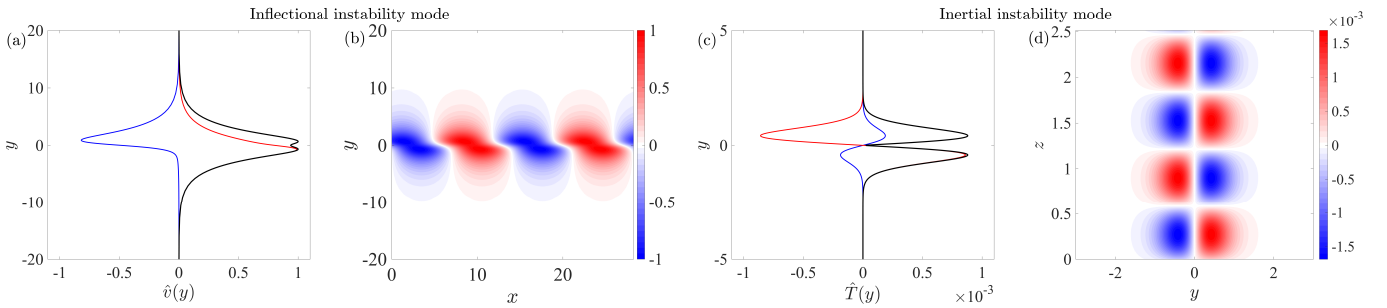 Inflectional instability mode
Inertial instability mode
(a)
20
10
0
-10
-20
y
-1 -0.5 0 0.5 1
v̂(y)
(b)
20
10
0
-10
-20
y
0 10 20
x
1
0.5
0
-0.5
-1
(c)
5
0
-5
y
-1 -0.5 0 0.5 1
×10⁻³
T̂(y)
(d)
2.5
2
1.5
1
0.5
0
z
-2 0 2
y
×10⁻³
1.5
1
0.5
0
-0.5
-1
-1.5